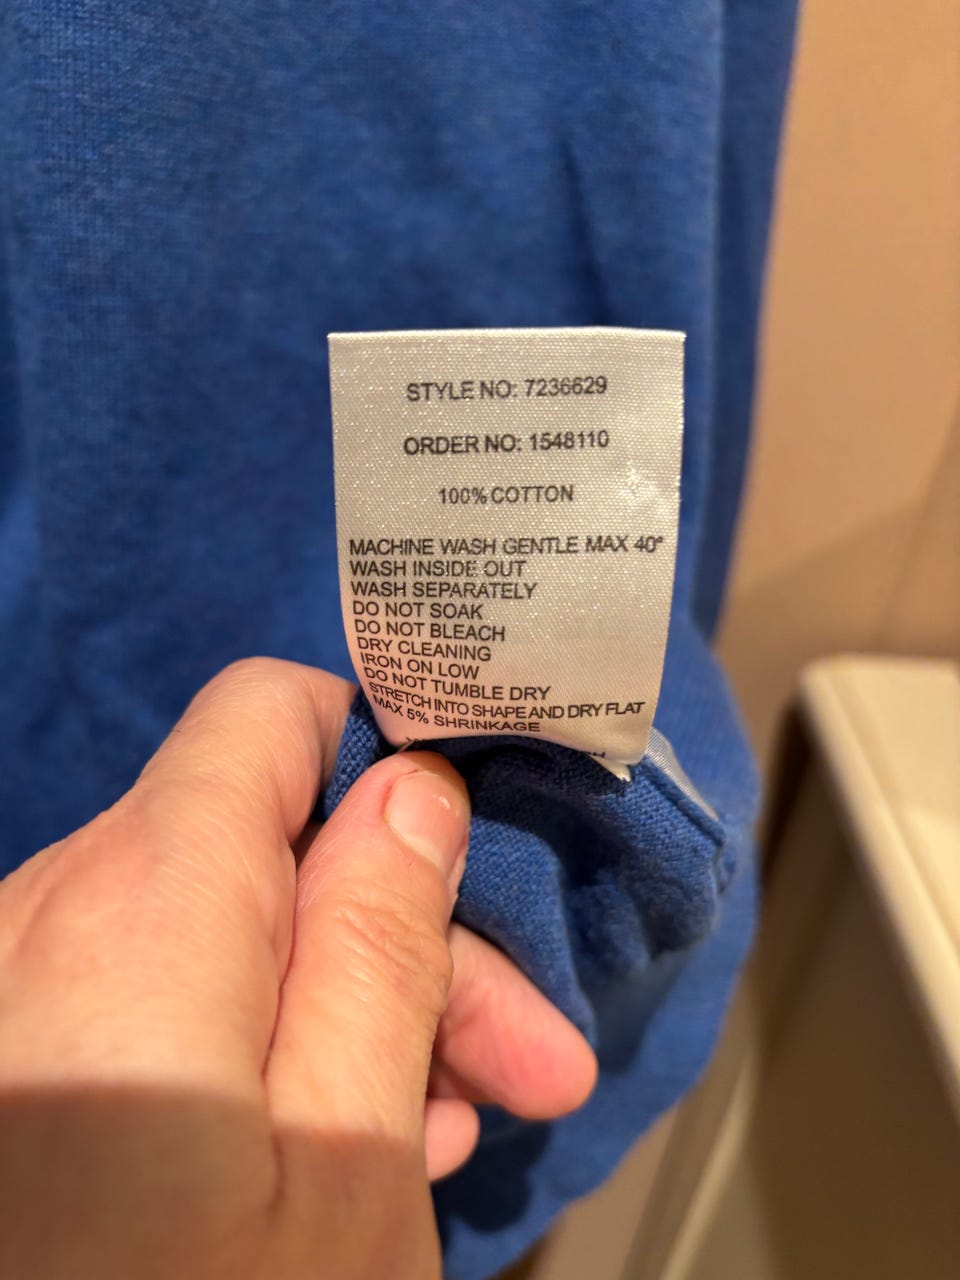 STYLE NO: 7236629
ORDER NO: 1548110
100% COTTON
MACHINE WASH GENTLE MAX 40°
WASH INSIDE OUT
WASH SEPARATELY
DO NOT SOAK
DO NOT BLEACH
DRY CLEANING
IRON ON LOW
DO NOT TUMBLE DRY
STRETCH INTO SHAPE AND DRY FLAT
MAX 5% SHRINKAGE